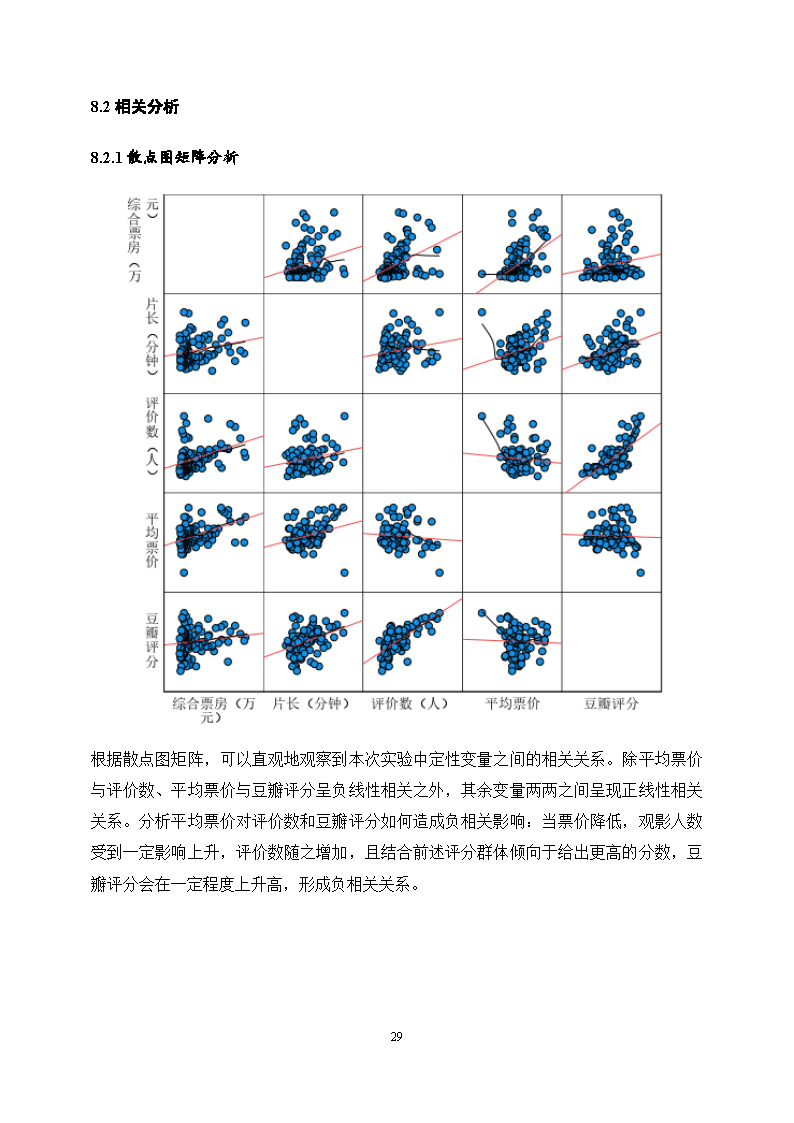 8.2 相关分析
8.2.1 散点图矩阵分析
综合票房（万
元）
片长（分钟）
评价数（人）
平均票价
豆瓣评分
综合票房（万
元）
片长（分钟）
评价数（人）
平均票价
豆瓣评分
根据散点图矩阵，可以直观地观察到本次实验中定性变量之间的相关关系。除平均票价
与评价数、平均票价与豆瓣评分呈负线性相关之外，其余变量两两之间呈现正线性相关
关系。分析平均票价对评价数和豆瓣评分如何造成负相关影响：当票价降低，观影人数
受到一定影响上升，评价数随之增加，且结合前述评分群体倾向于给出更高的分数，豆
瓣评分会在一定程度上升高，形成负相关关系。
29